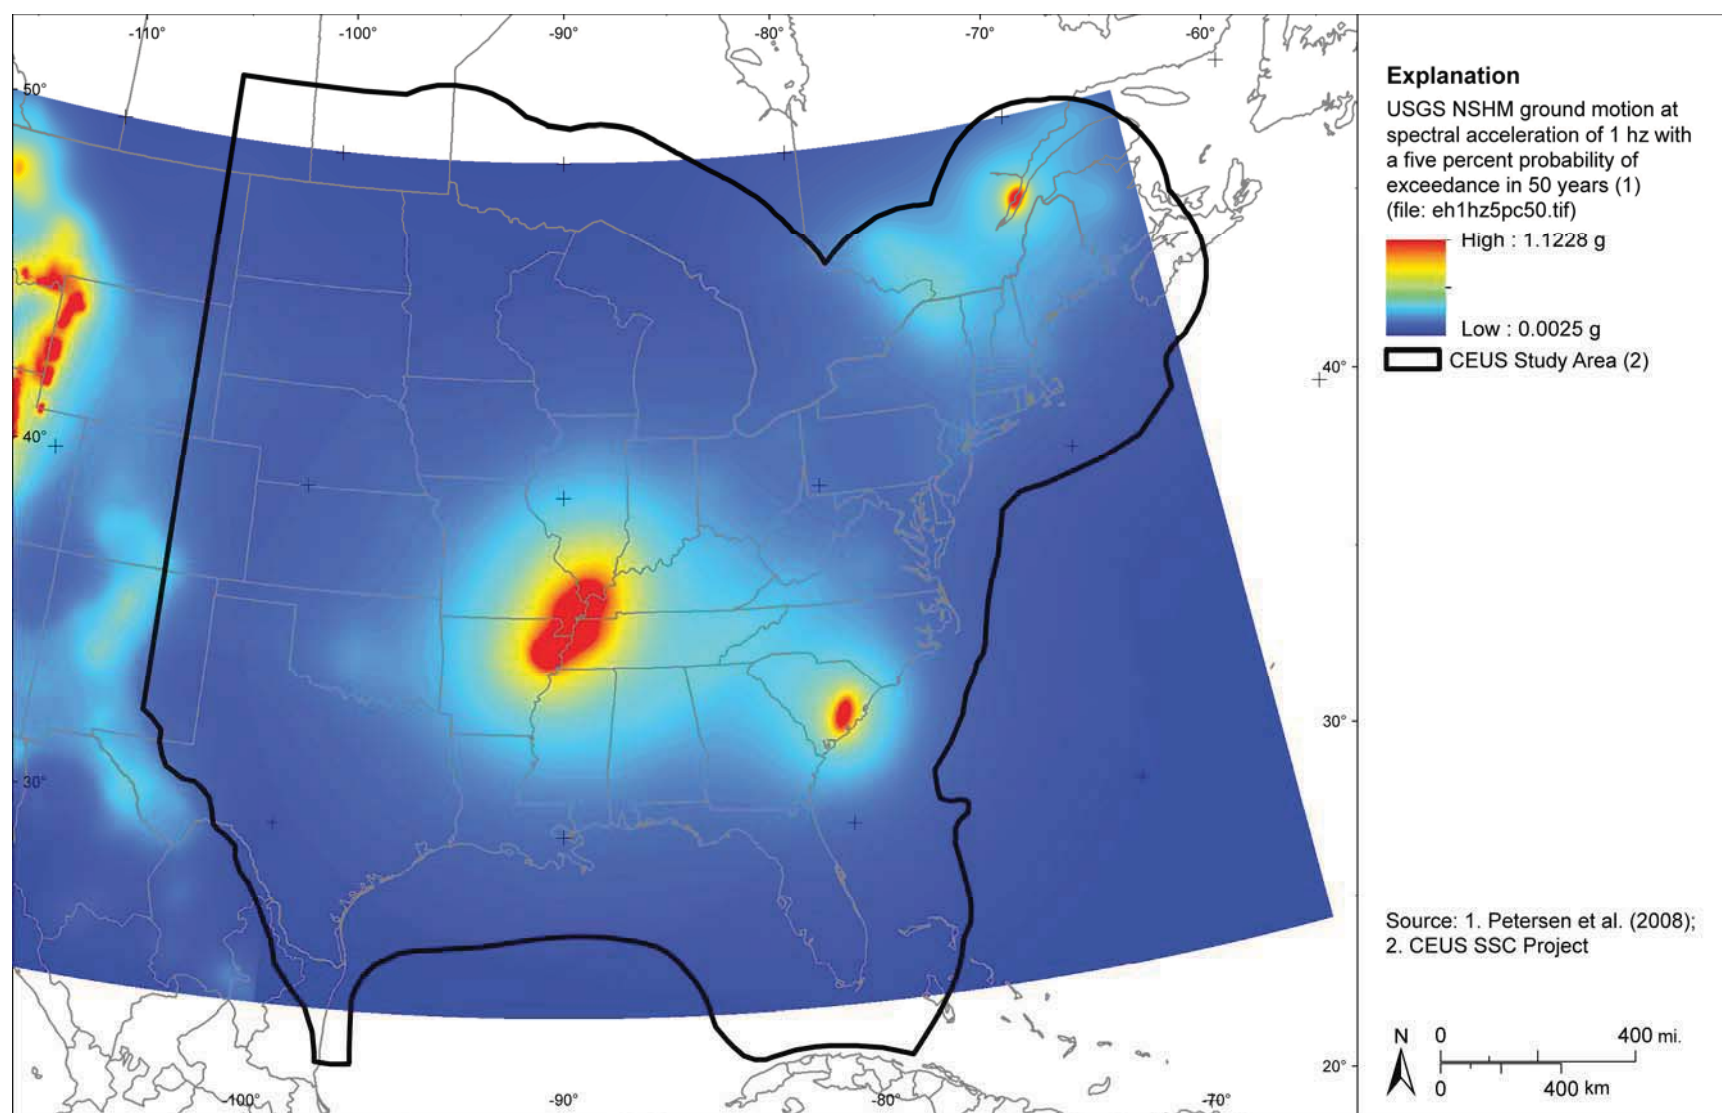 -110° -100° -90° -80° -70° -60°
50°
40°
30°
40°
30°
20°
-100° -90° -80° -70°
Explanation
USGS NSHM ground motion at
spectral acceleration of 1 hz with
a five percent probability of
exceedance in 50 years (1)
(file: eh1hz5pc50.tif)
High : 1.1228 g
Low : 0.0025 g
CEUS Study Area (2)
Source: 1. Petersen et al. (2008);
2. CEUS SSC Project
N 0 400 mi.
0 400 km